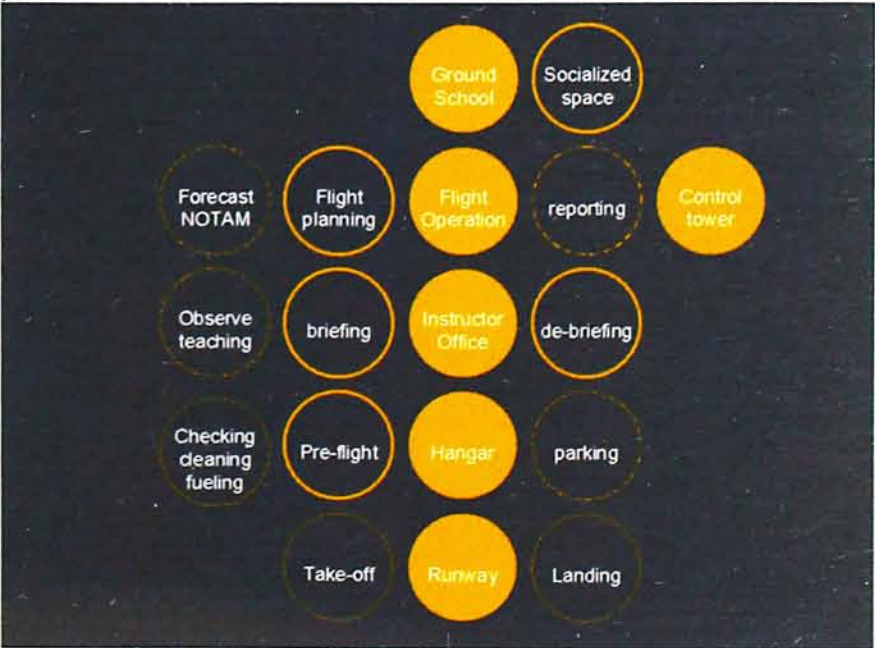 Ground
School
Socialized
space
Forecast
NOTAM
Flight
planning
Flight
Operation
reporting
Control
tower
Observe
teaching
briefing
Instructor
Office
de-briefing
Checking
cleaning
fueling
Pre-flight
Hangar
parking
Take-off
Runway
Landing